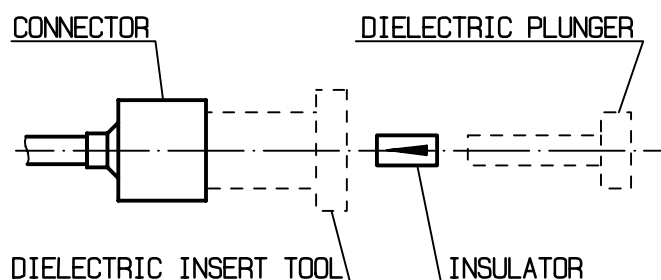 CONNECTOR
DIELECTRIC PLUNGER
DIELECTRIC INSERT TOOL
INSULATOR